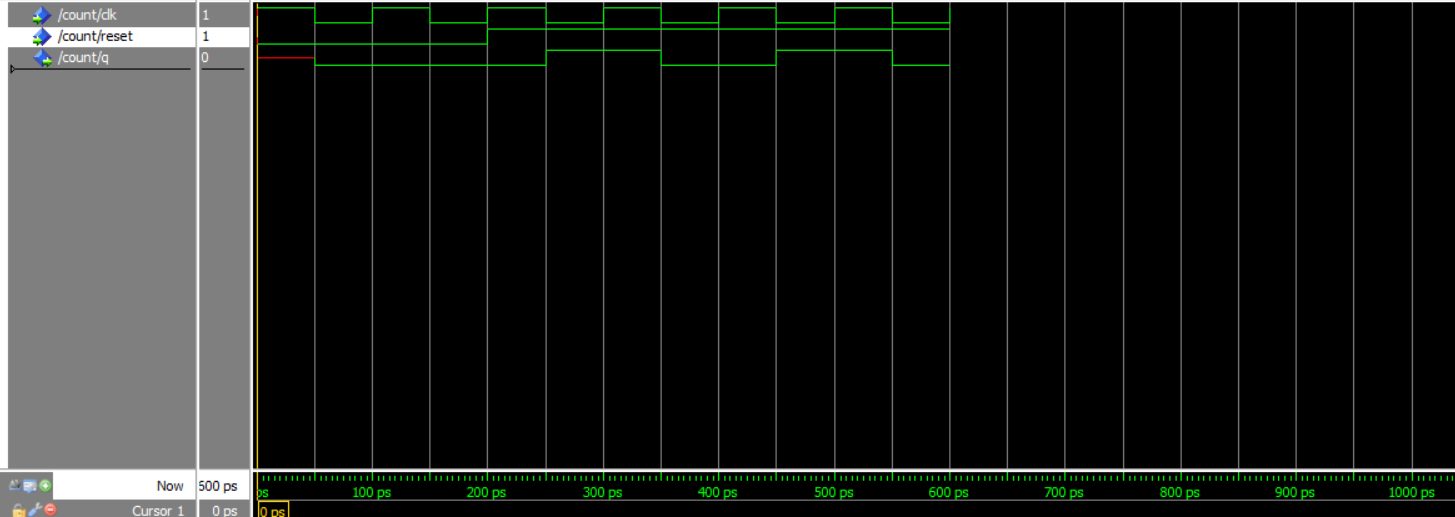 /count/clk 1
/count/reset 1
/count/q 0
Now 600 ps ps 100 ps 200 ps 300 ps 400 ps 500 ps 600 ps 700 ps 800 ps 900 ps 1000 ps
Cursor 1 0 ps 0 ps